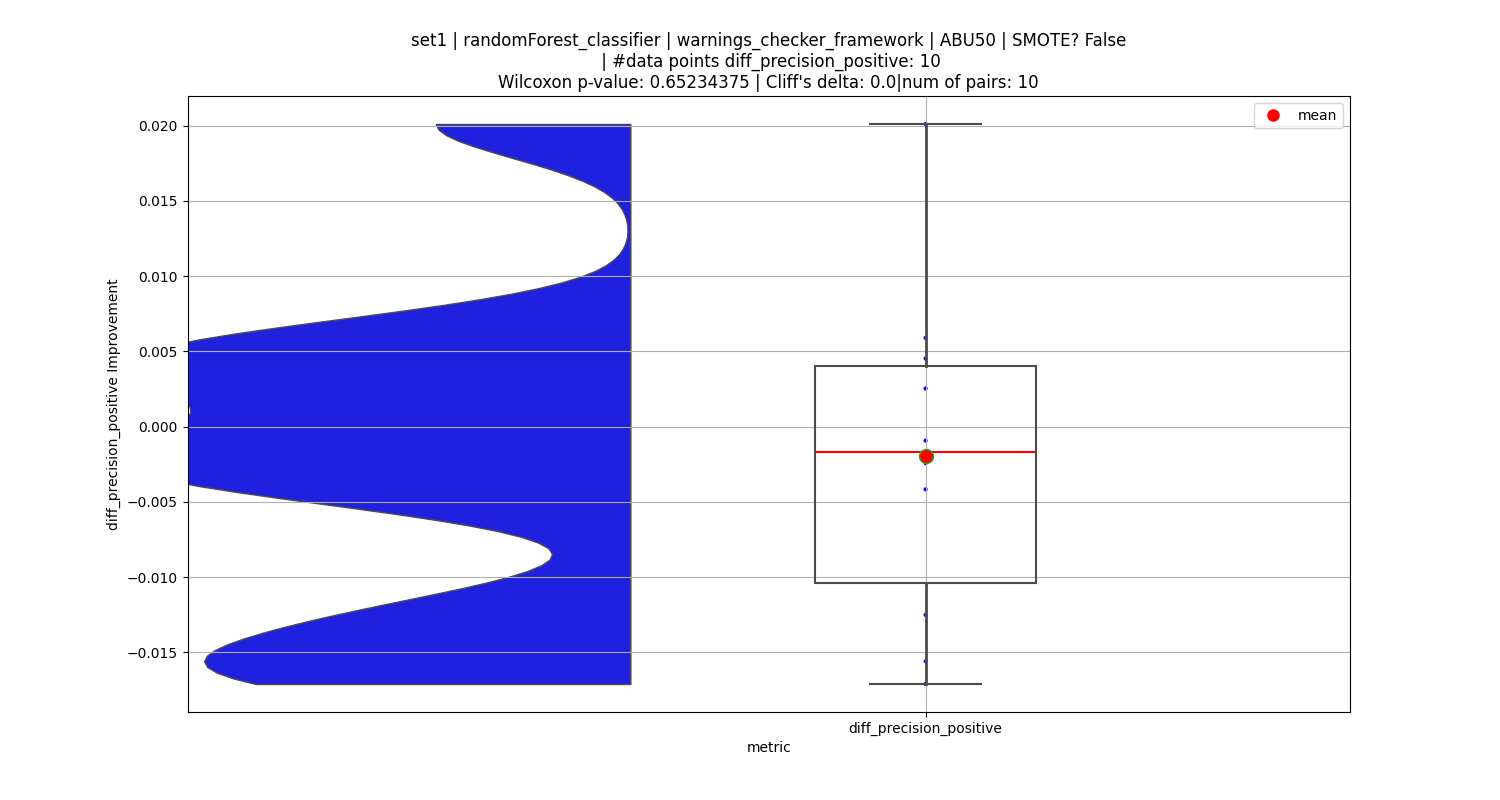 set1 | randomForest_classifier | warnings_checker_framework | ABU50 | SMOTE? False
| #data points diff_precision_positive: 10
Wilcoxon p-value: 0.65234375 | Cliff's delta: 0.0|num of pairs: 10
mean
0.020
0.015
0.010
0.005
0.000
−0.005
−0.010
−0.015
diff_precision_positive Improvement
diff_precision_positive
metric